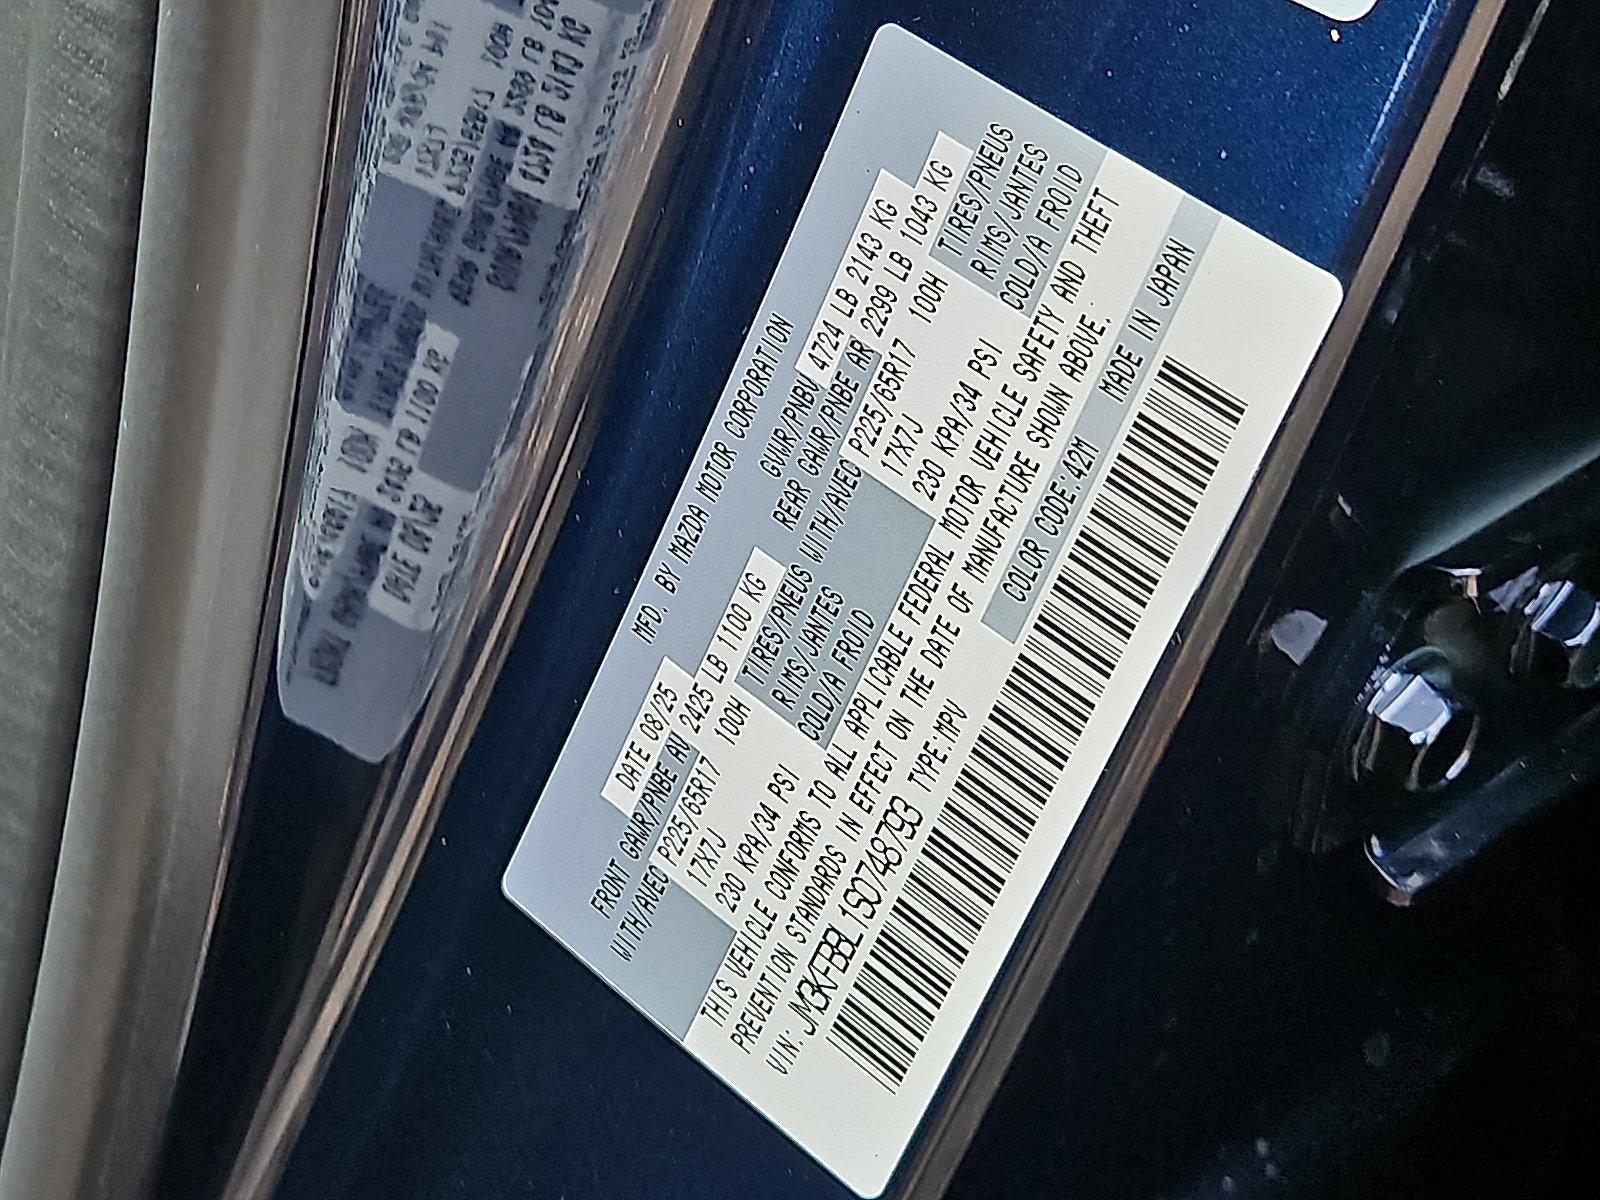 MFD. BY MAZDA MOTOR CORPORATION
DATE 08/25 GVWR/PNBV 4724 LB 2143 KG
FRONT GAWR/PNBE AV 2425 LB 1100 KG REAR GAWR/PNBE AR 2299 LB 1043 KG
WITH/AVEC P225/65R17 100H TIRES/PNEUS WITH/AVEC P225/65R17 100H TIRES/PNEUS
17X7J RIMS/JANTES 17X7J RIMS/JANTES
230 KPA/34 PSI COLD/A FROID 230 KPA/34 PSI COLD/A FROID
THIS VEHICLE CONFORMS TO ALL APPLICABLE FEDERAL MOTOR VEHICLE SAFETY AND THEFT
PREVENTION STANDARDS IN EFFECT ON THE DATE OF MANUFACTURE SHOWN ABOVE.
VIN: JM3KFBBL1S0748793 TYPE:MPV COLOR CODE:42M MADE IN JAPAN